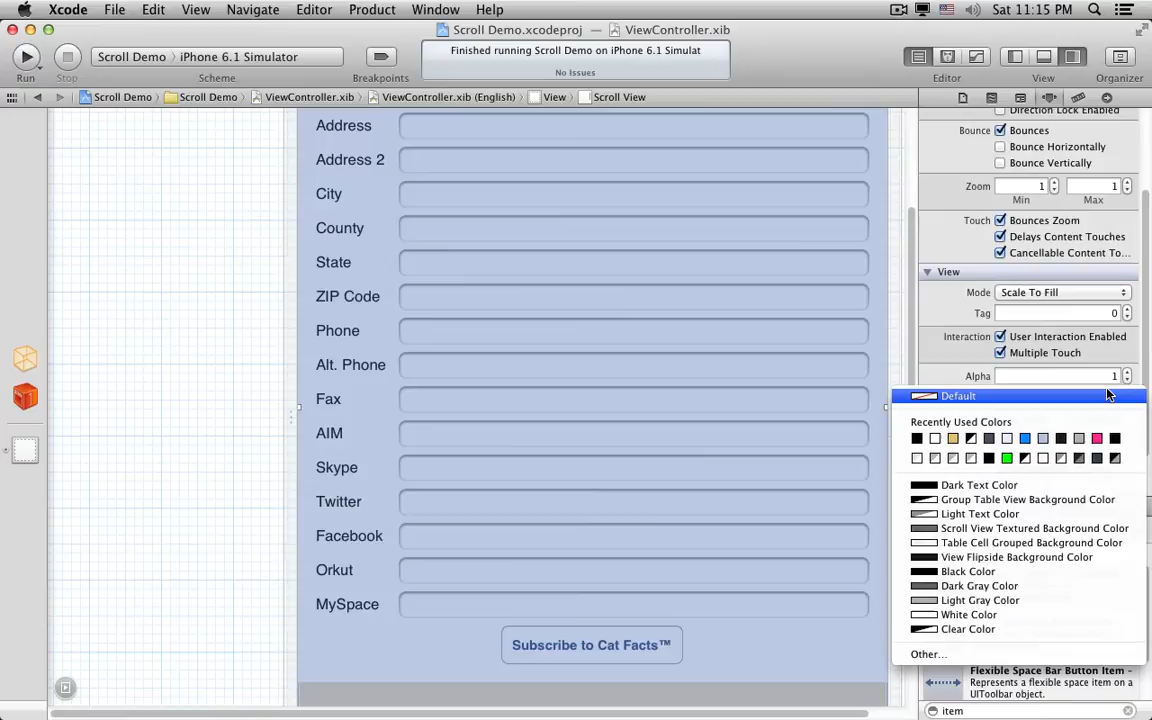 Xcode File Edit View Navigate Editor Product Window Help Sat 11:15 PM
Scroll Demo.xcodeproj — ViewController.xib
Scroll Demo iPhone 6.1 Simulator
Finished running Scroll Demo on iPhone 6.1 Simulat
No Issues
Run Stop Scheme Breakpoints Editor View Organizer
Scroll Demo Scroll Demo ViewController.xib ViewController.xib (English) View Scroll View
Address
Address 2
City
County
State
ZIP Code
Phone
Alt. Phone
Fax
AIM
Skype
Twitter
Facebook
Orkut
MySpace
Subscribe to Cat Facts™
Direction Lock Enabled
Bounce Bounces
Bounce Horizontally
Bounce Vertically
Zoom 1 1
Min Max
Touch Bounces Zoom
Delays Content Touches
Cancellable Content To...
View
Mode Scale To Fill
Tag 0
Interaction User Interaction Enabled
Multiple Touch
Alpha 1
Default
Recently Used Colors
Dark Text Color
Group Table View Background Color
Light Text Color
Scroll View Textured Background Color
Table Cell Grouped Background Color
View Flipside Background Color
Black Color
Dark Gray Color
Light Gray Color
White Color
Clear Color
Other...
Flexible Space Bar Button Item -
Represents a flexible space item on a
UIToolbar object.
item